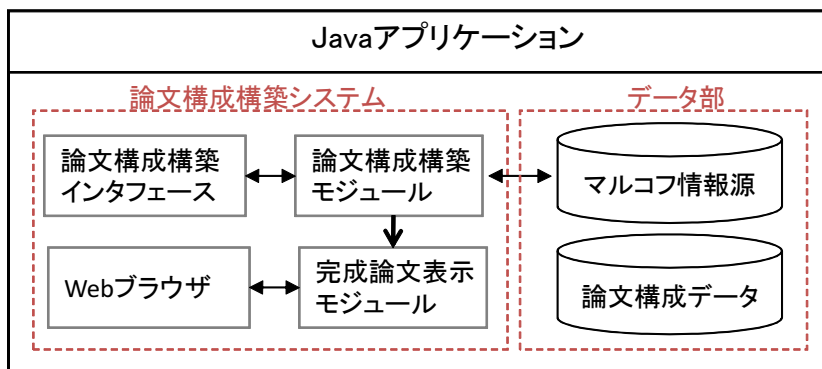 Javaアプリケーション
論文構成構築システム
データ部
論文構成構築
インタフェース
論文構成構築
モジュール
マルコフ情報源
Webブラウザ
完成論文表示
モジュール
論文構成データ